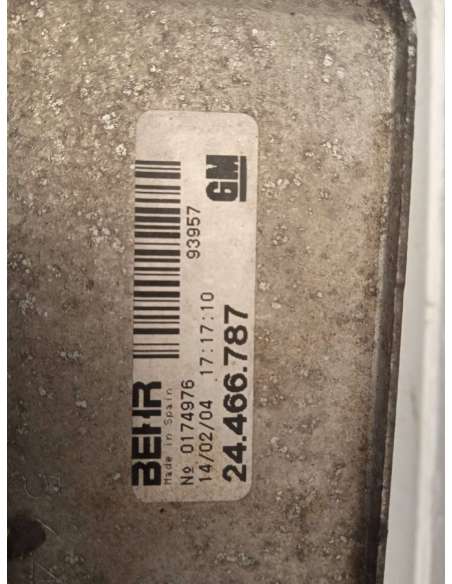 BEHR
Made in Spain
Nº 0174976
93957
14/02/04 17:17:10
24.466.787
GM